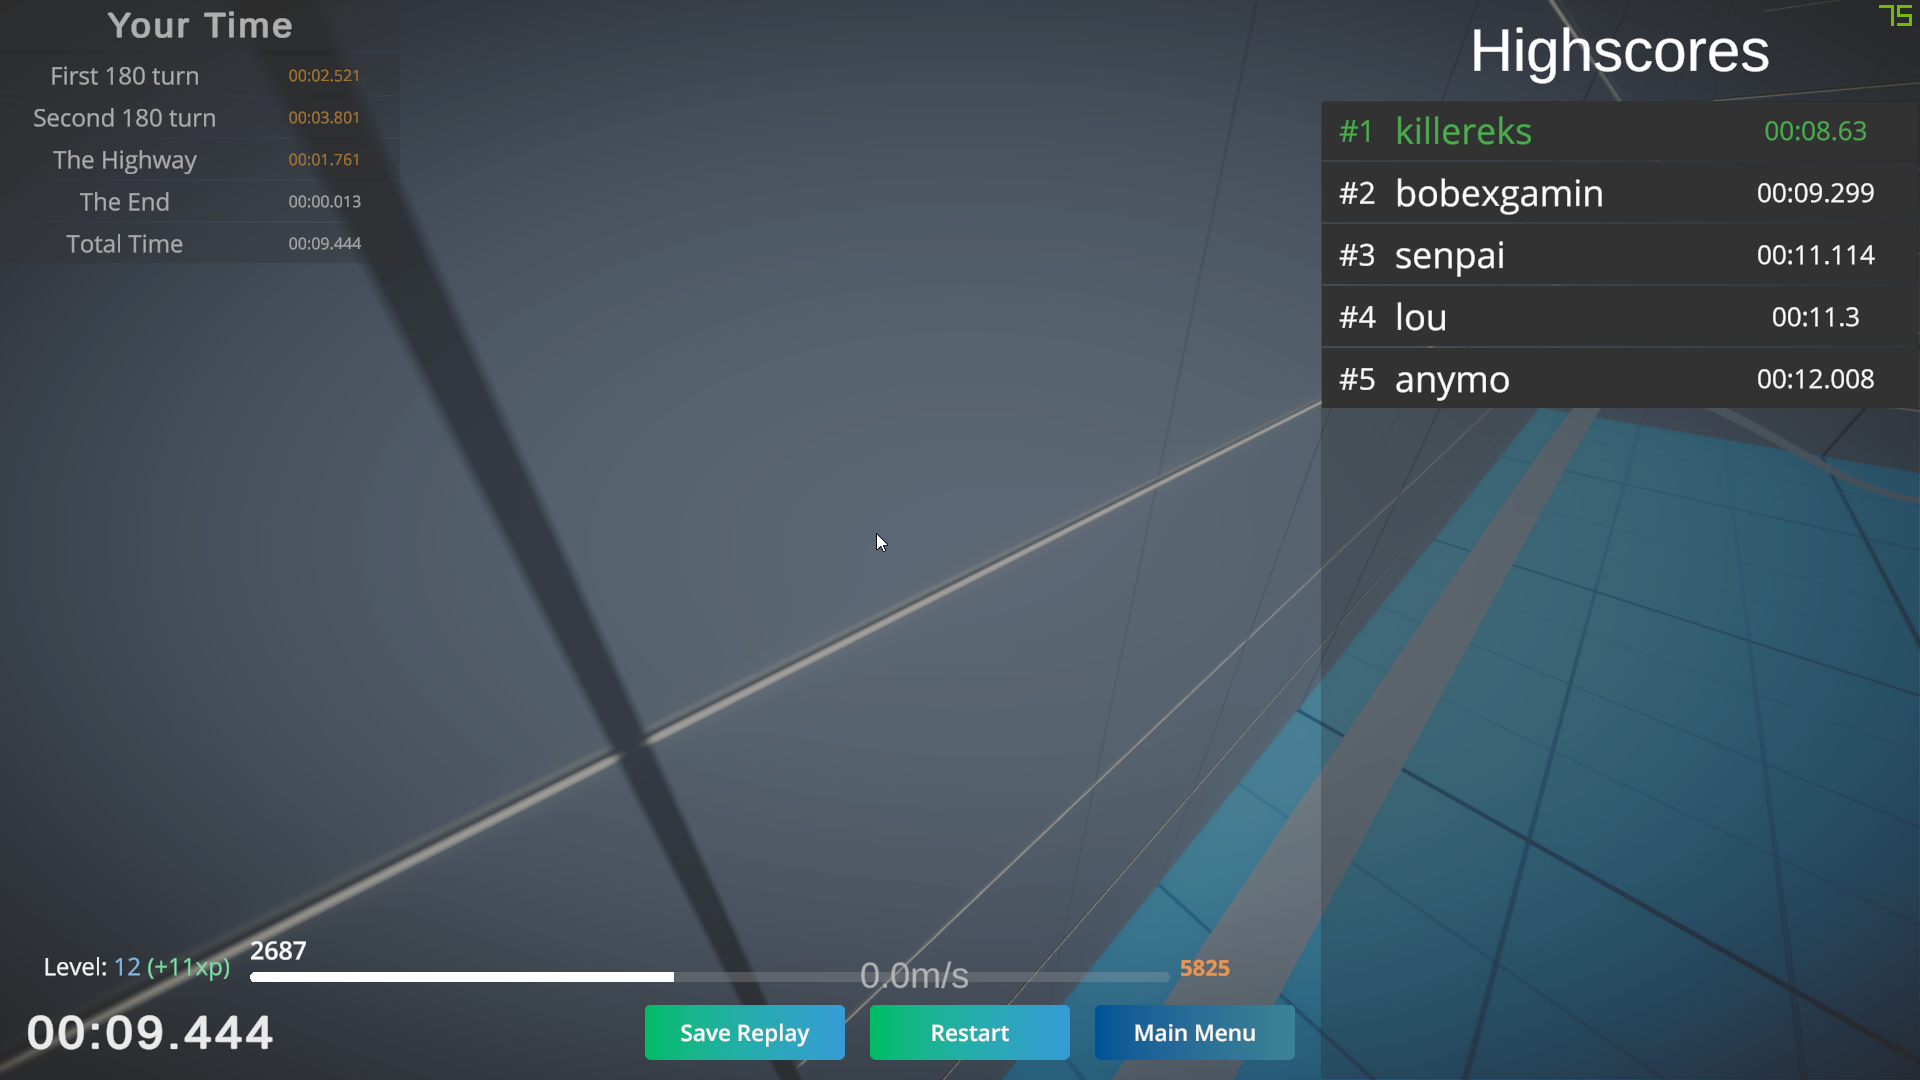 Your Time
First 180 turn 00:02.521
Second 180 turn 00:03.801
The Highway 00:01.761
The End 00:00.013
Total Time 00:09.444
75
Highscores
#1 killereks 00:08.63
#2 bobexgamin 00:09.299
#3 senpai 00:11.114
#4 lou 00:11.3
#5 anymo 00:12.008
Level: 12 (+11xp) 2687 5825
0.0m/s
00:09.444
Save Replay Restart Main Menu